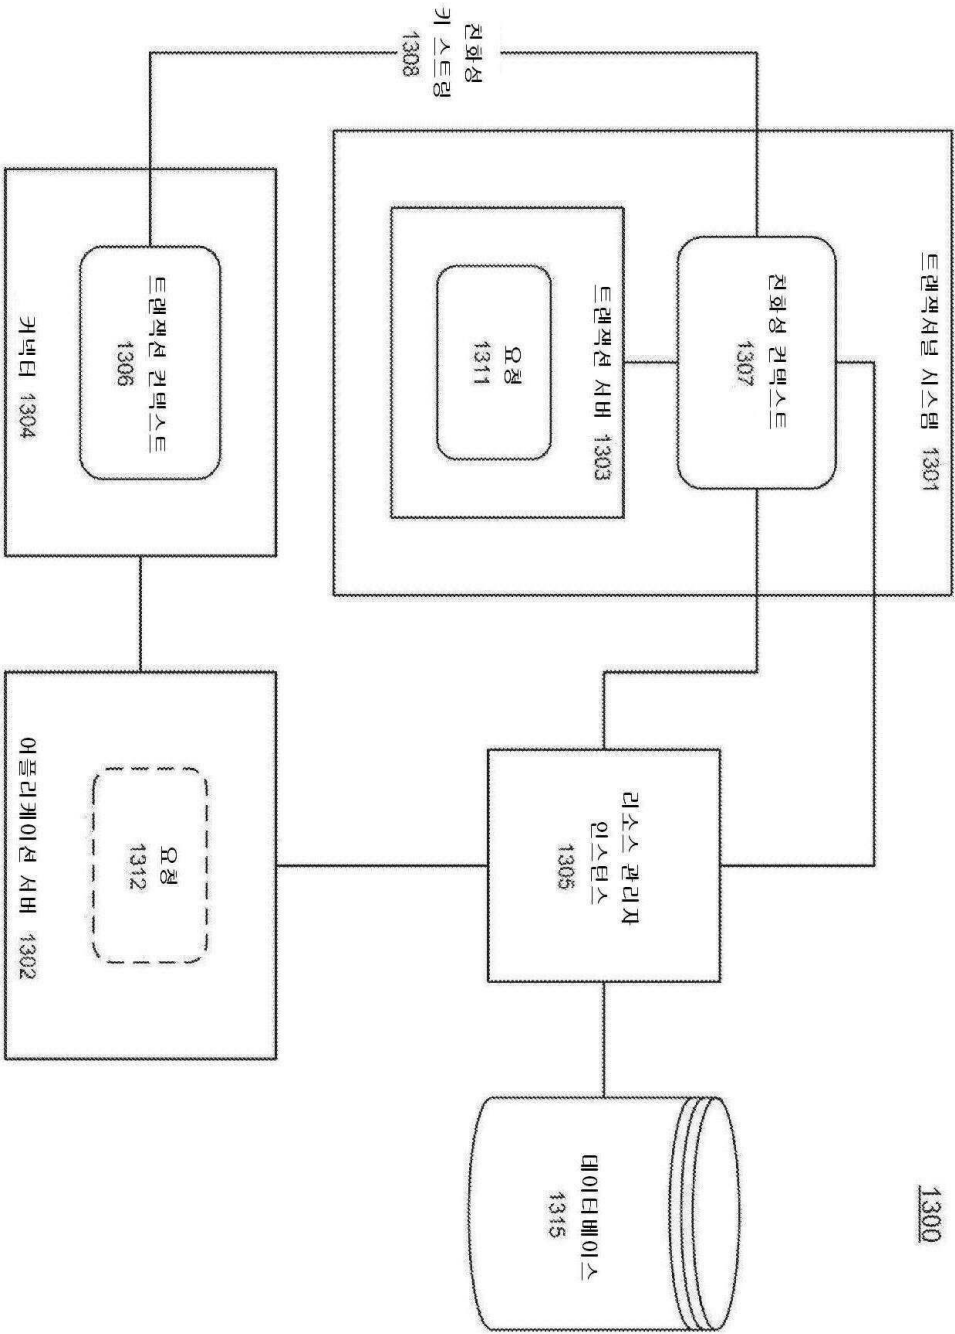 1300
트랜잭셔널 시스템 1301
친화성 컨텍스트
1307
트랜잭션 서버 1303
요청
1311
친화성
키 스트링
1308
리소스 관리자
인스턴스
1305
데이터베이스
1315
트랜잭션 컨텍스트
1306
커넥터 1304
요청
1312
어플리케이션 서버 1302